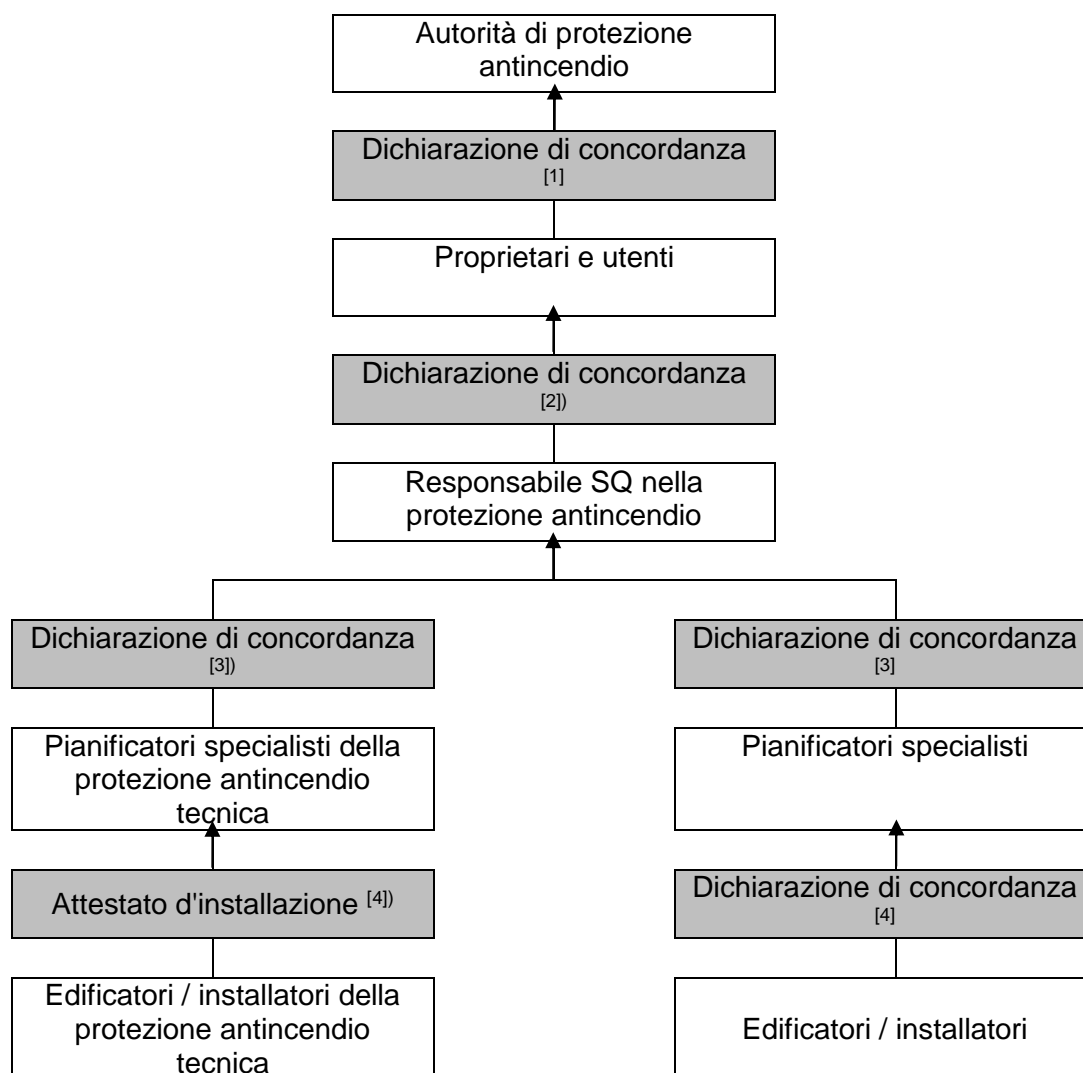 Autorità di protezione
antincendio
Dichiarazione di concordanza
[1]
Proprietari e utenti
Dichiarazione di concordanza
[2])
Responsabile SQ nella
protezione antincendio
Dichiarazione di concordanza
[3])
Dichiarazione di concordanza
[3]
Pianificatori specialisti della
protezione antincendio
tecnica
Pianificatori specialisti
Attestato d'installazione [4])
Dichiarazione di concordanza
[4]
Edificatori / installatori della
protezione antincendio
tecnica
Edificatori / installatori